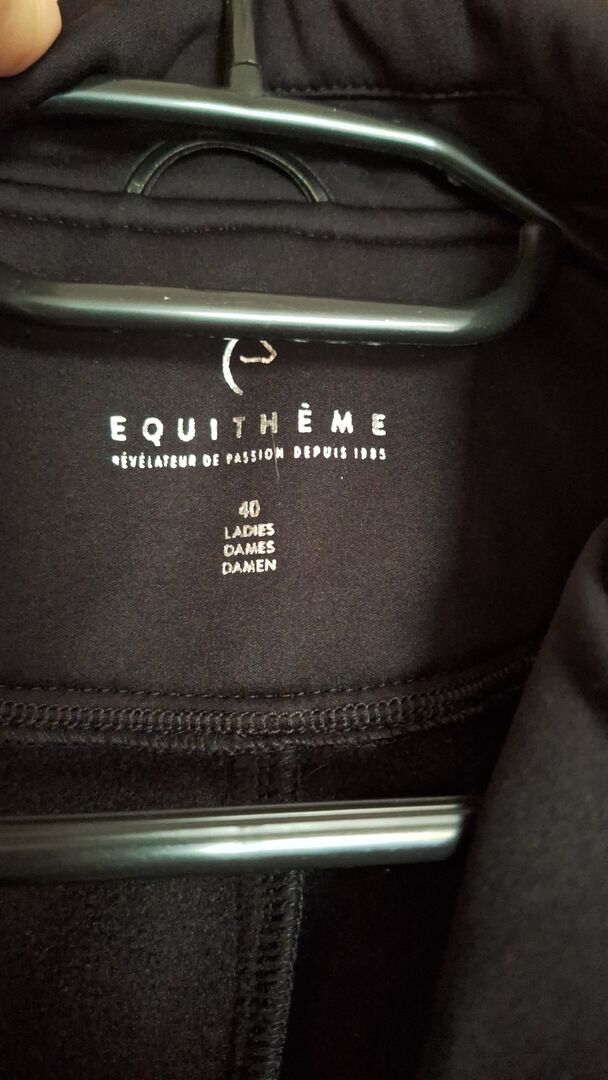 EQUITHÈME
RÉVÉLATEUR DE PASSION DEPUIS 1985
40
LADIES
DAMES
DAMEN